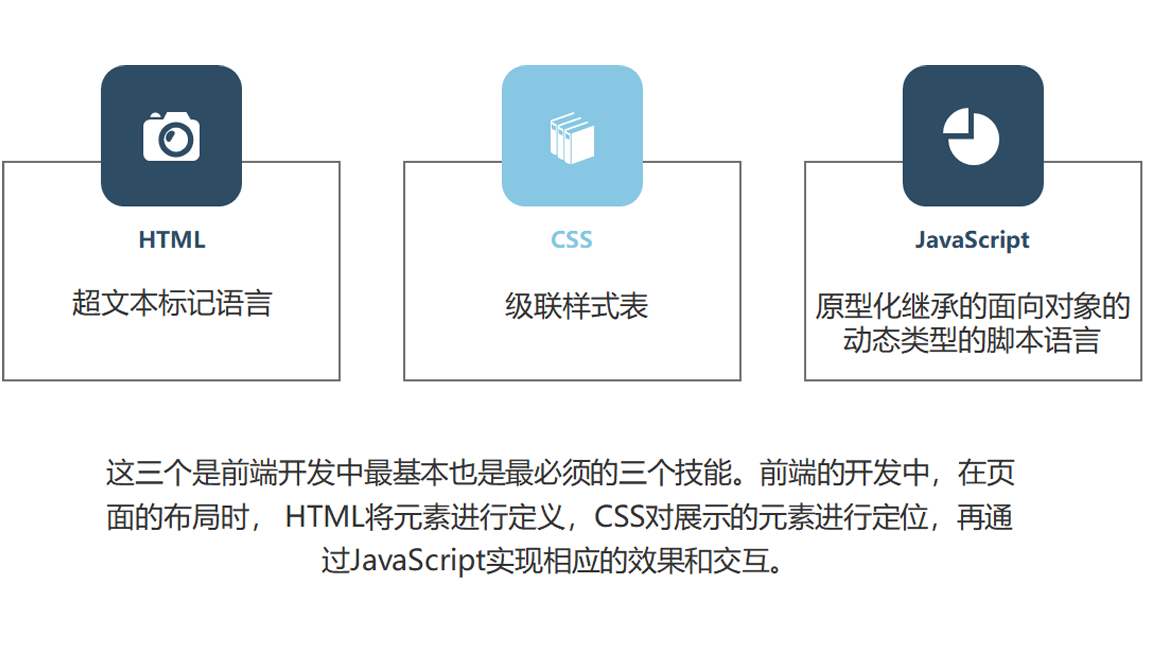 HTML
超文本标记语言
CSS
级联样式表
JavaScript
原型化继承的面向对象的
动态类型的脚本语言
这三个是前端开发中最基本也是最必须的三个技能。前端的开发中，在页
面的布局时， HTML将元素进行定义，CSS对展示的元素进行定位，再通
过JavaScript实现相应的效果和交互。